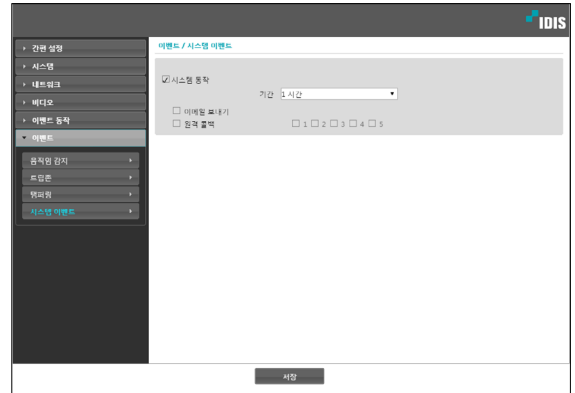 IDIS
간편 설정
시스템
네트워크
비디오
이벤트 동작
이벤트
움직임 감지
트립존
탬퍼링
시스템 이벤트
이벤트 / 시스템 이벤트
시스템 동작
기간 1 시간
이메일 보내기
원격 콜백 1 2 3 4 5
저장